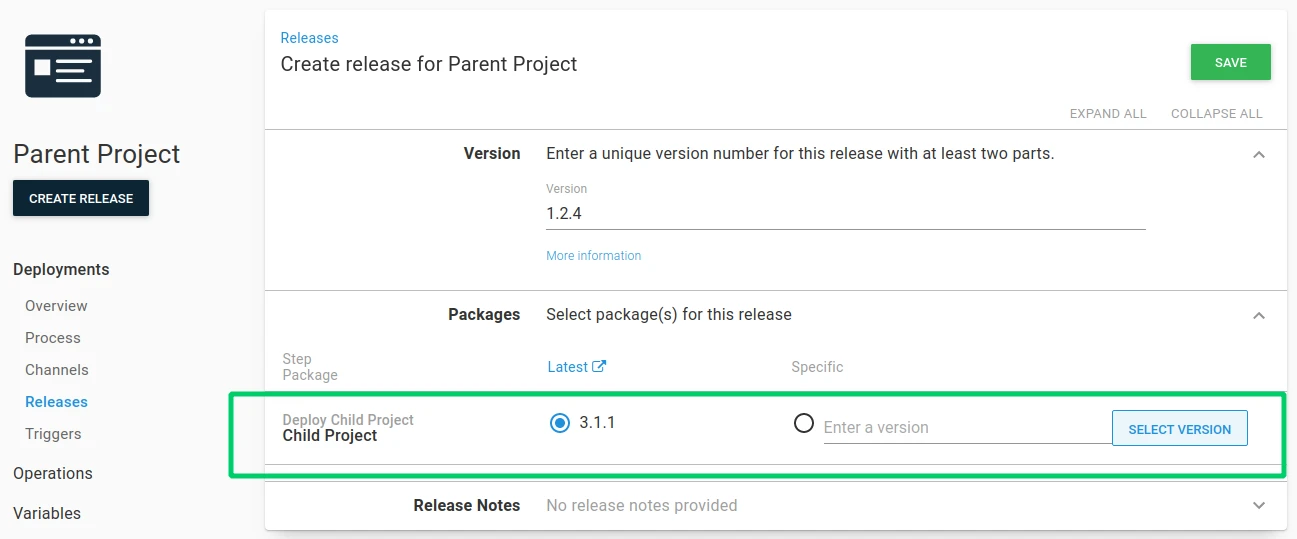 Parent Project
CREATE RELEASE
Deployments
Overview
Process
Channels
Releases
Triggers
Operations
Variables
Releases
Create release for Parent Project
SAVE
EXPAND ALL COLLAPSE ALL
Version Enter a unique version number for this release with at least two parts.
Version
1.2.4
More information
Packages Select package(s) for this release
Step
Package
Latest Specific
Deploy Child Project
Child Project
3.1.1 Enter a version SELECT VERSION
Release Notes No release notes provided